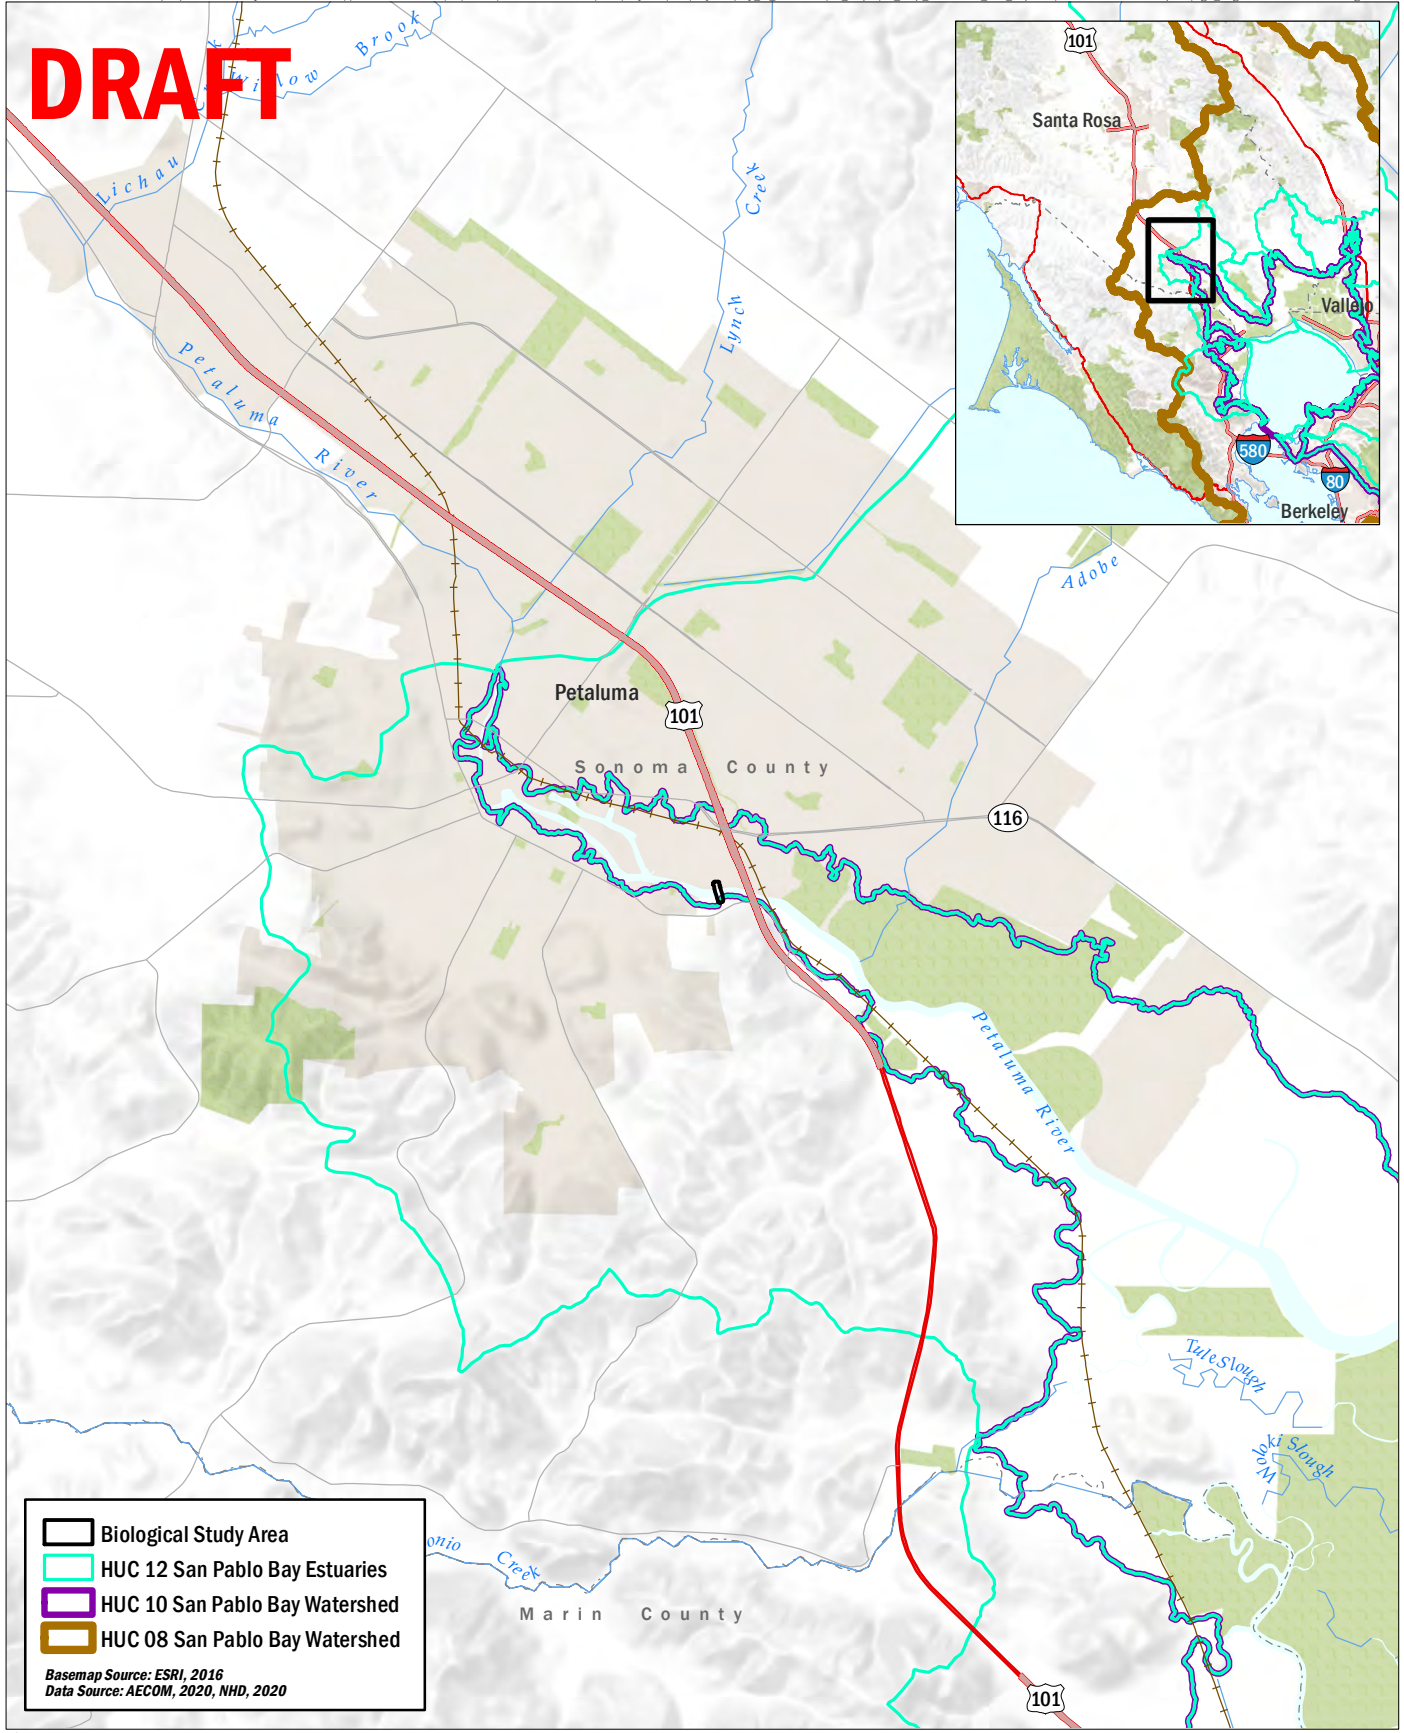 DRAFT
Willow Brook
Creek
Lichau
Petaluma
River
Lynch
Creek
Adobe
101
Santa Rosa
Vallejo
580
80
Berkeley
Petaluma
101
Sonoma County
116
Petaluma River
Tule Slough
Woloki Slough
onio Creek
Marin County
101
Biological Study Area
HUC 12 San Pablo Bay Estuaries
HUC 10 San Pablo Bay Watershed
HUC 08 San Pablo Bay Watershed
Basemap Source: ESRI, 2016
Data Source: AECOM, 2020, NHD, 2020